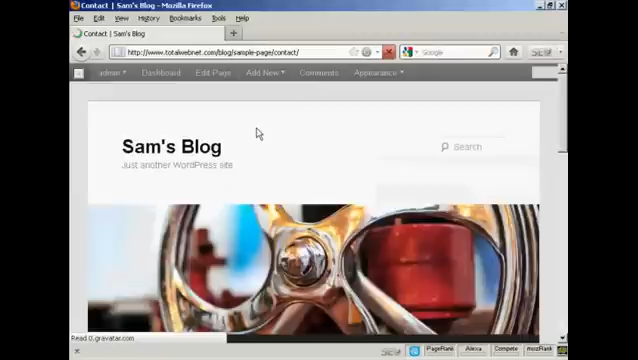 Contact | Sam's Blog - Mozilla Firefox
File Edit View History Bookmarks Tools Help
Contact | Sam's Blog
http://www.totalwebnet.com/blog/sample-page/contact/
Google
admin Dashboard Edit Page Add New Comments Appearance
Sam's Blog
Search
Just another WordPress site
Read 0.gravatar.com
PageRank Alexa Compete mozRank